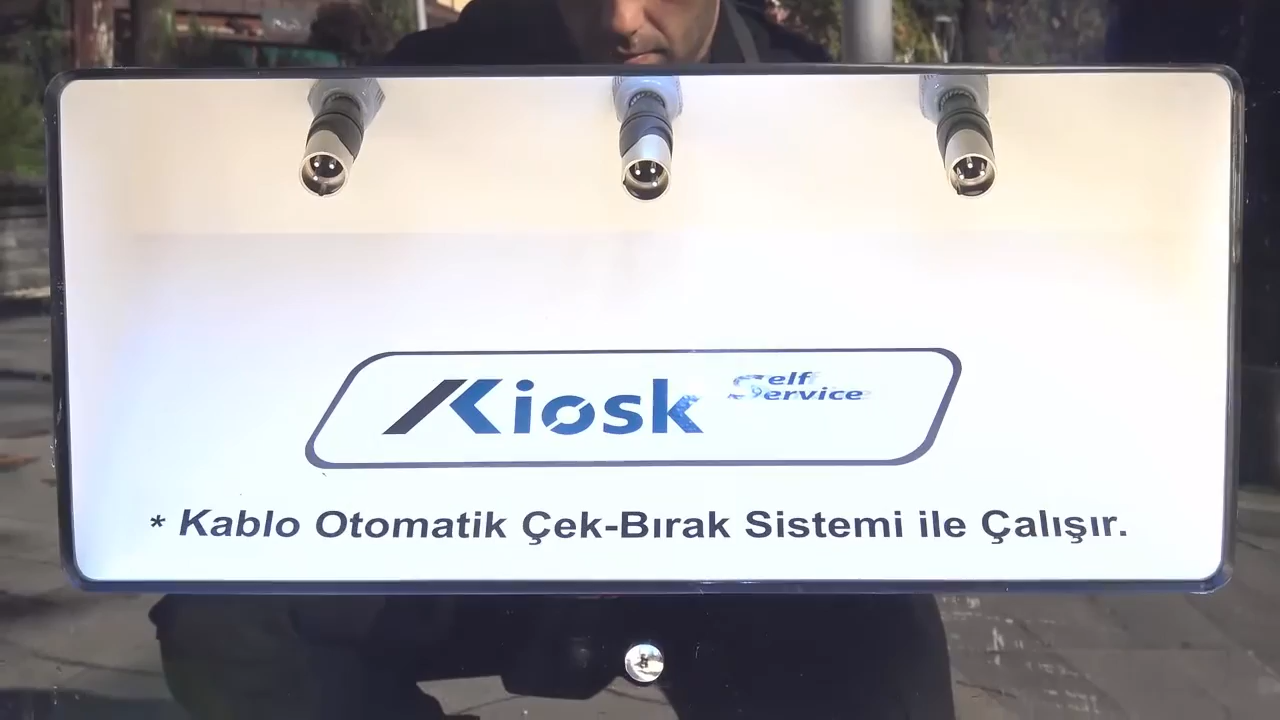 Kiosk Self Service
* Kablo Otomatik Çek-Bırak Sistemi ile Çalışır.